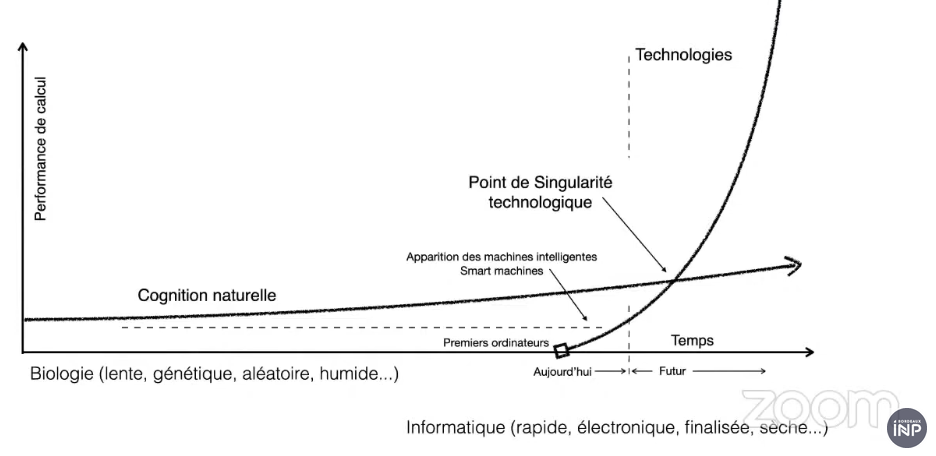 Technologies
Performance de calcul
Point de Singularité
technologique
Apparition des machines intelligentes
Smart machines
Cognition naturelle
Premiers ordinateurs
Temps
Biologie (lente, génétique, aléatoire, humide...)
Aujourd'hui
Futur
zoom
Informatique (rapide, électronique, finalisée, sèche...)
BORDEAUX
INP